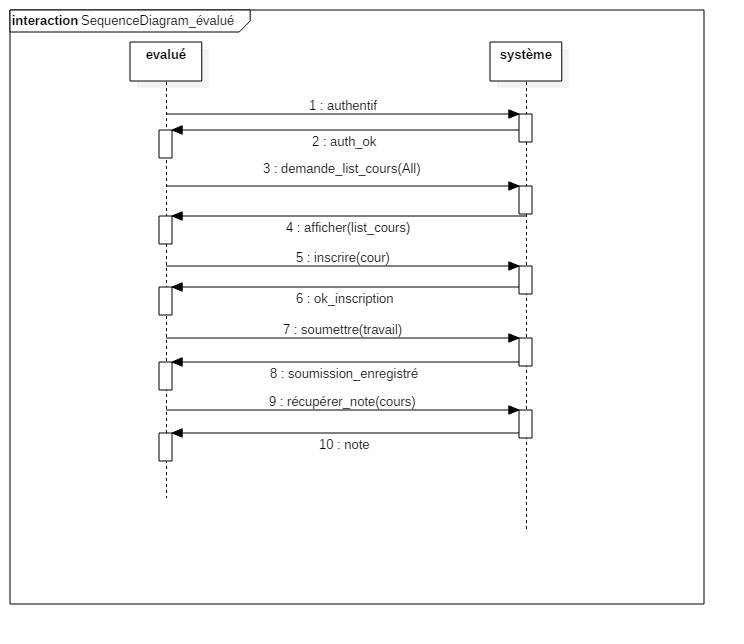 interaction SequenceDiagram_évalué
evalué
système
1 : authentif
2 : auth_ok
3 : demande_list_cours(All)
4 : afficher(list_cours)
5 : inscrire(cour)
6 : ok_inscription
7 : soumettre(travail)
8 : soumission_enregistré
9 : récupérer_note(cours)
10 : note